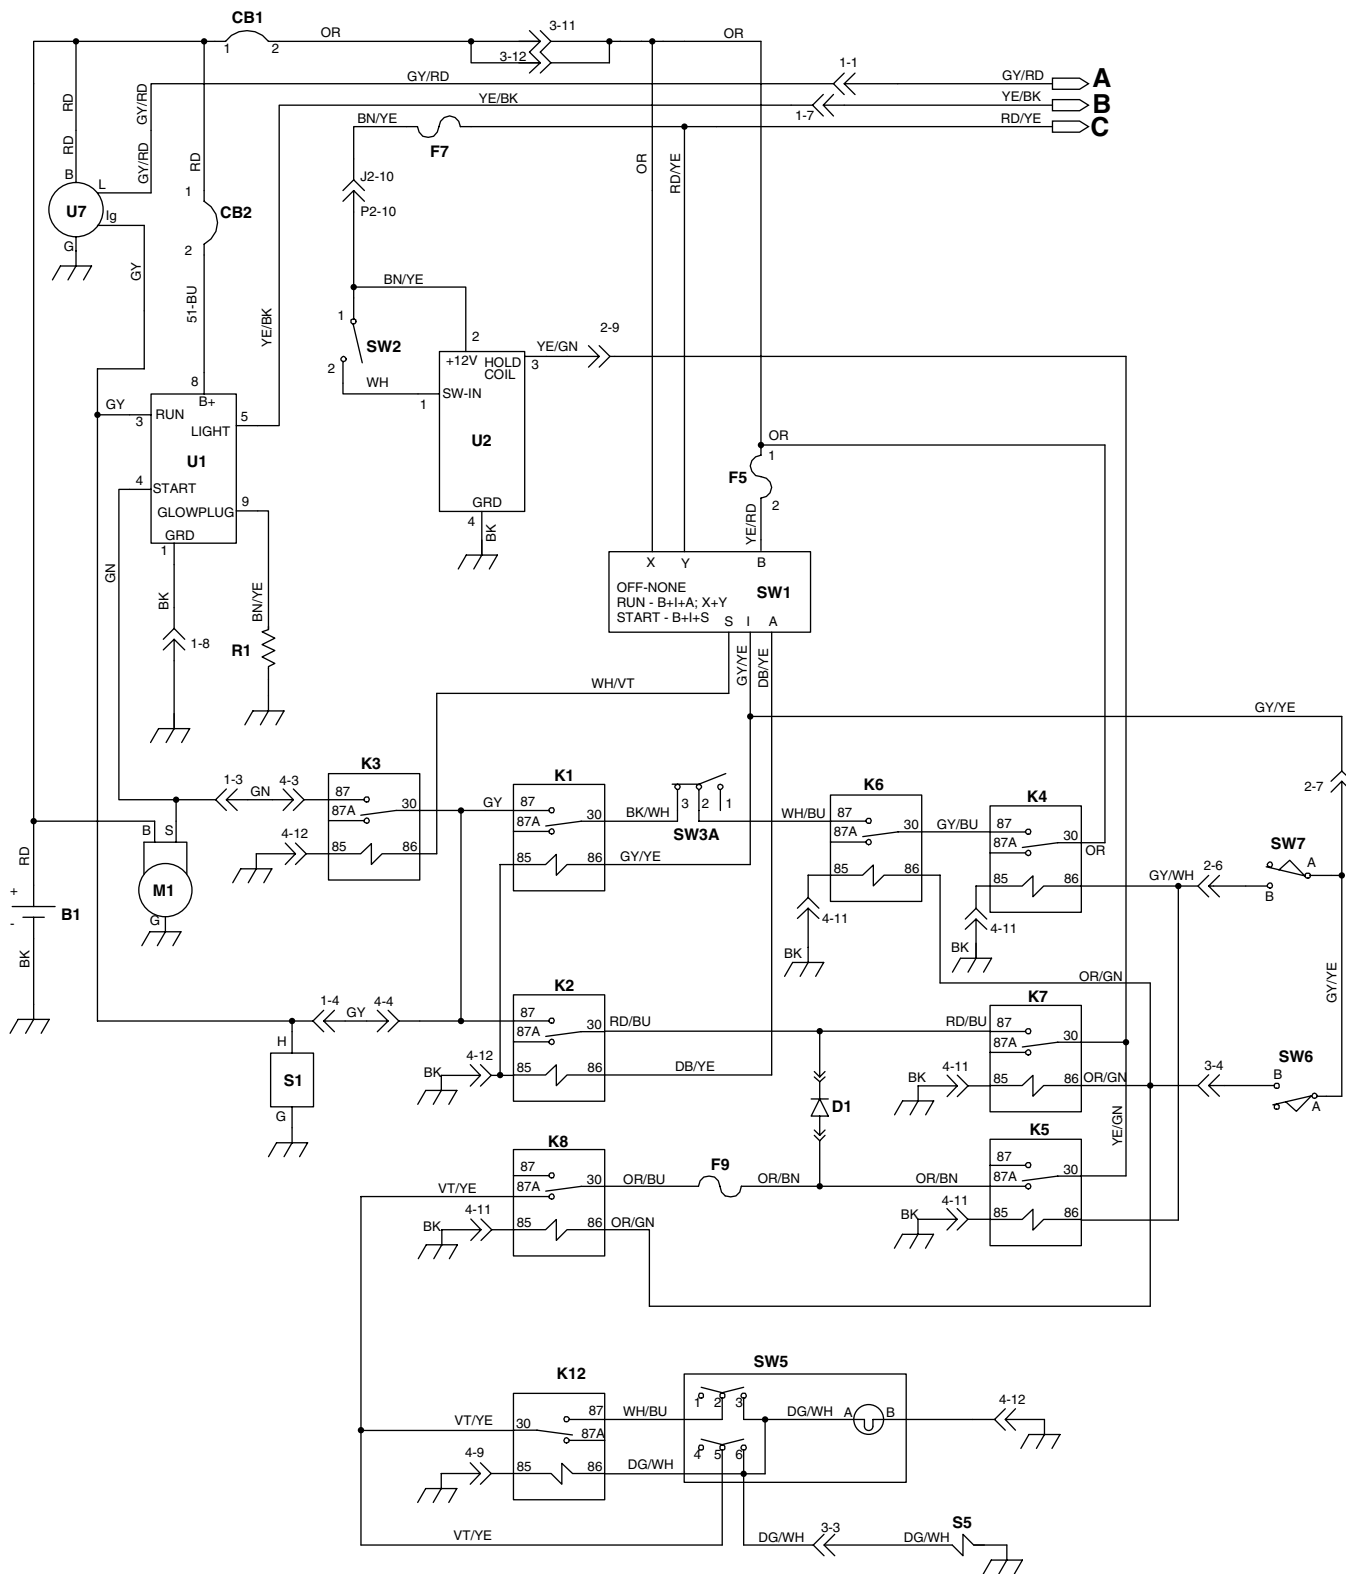 CB1
1 2 OR 3-11 OR
3-12
GY/RD 1-1 GY/RD A
YE/BK 1-7 YE/BK B
BN/YE F7 RD/YE C
RD
RD
GY/RD
GY/RD
RD
OR
RD/YE
J2-10
P2-10
B L
U7 Ig
G
1
CB2
2
GY
51-BU
YE/BK
BN/YE
1
SW2
2
WH
2
+12V HOLD COIL 3
YE/GN 2-9
1 SW-IN
U2
GRD
4 BK
8
B+
GY
3 RUN
LIGHT 5
U1
4 START
GLOWPLUG 9
GRD
1
GN
BK
1-8
BN/YE
R1
OR
1
F5
2
YE/RD
X Y B
OFF-NONE
RUN - B+I+A; X+Y
START - B+I+S
SW1
S I A
GY/YE
DB/YE
WH/VT
GY/YE
2-7
1-3 GN 4-3
K3
87
87A 30
85 86
4-12
GY
K1
87
87A 30
85 86
BK/WH
GY/YE
3 2 1
SW3A
WH/BU
K6
87
87A 30
85 86
4-11
BK
GY/BU
K4
87
87A 30
85 86
OR
4-11
BK
GY/WH 2-6
SW7
A
B
RD
+
- B1
BK
B S
M1
G
OR/GN
GY/YE
1-4 GY 4-4
K2
87
87A 30
85 86
RD/BU
DB/YE
4-12
BK
H
S1
G
D1
RD/BU
K7
87
87A 30
85 86
OR/GN
4-11
BK
3-4
SW6
B
A
YE/GN
K8
87
87A 30
85 86
VT/YE
4-11
BK
OR/BU F9 OR/BN OR/BN
OR/GN
K5
87
87A 30
85 86
4-11
BK
K12
87
30
87A
85 86
VT/YE
4-9
WH/BU
DG/WH
SW5
1 2 3
4 5 6
DG/WH A B
4-12
VT/YE
DG/WH 3-3 DG/WH S5